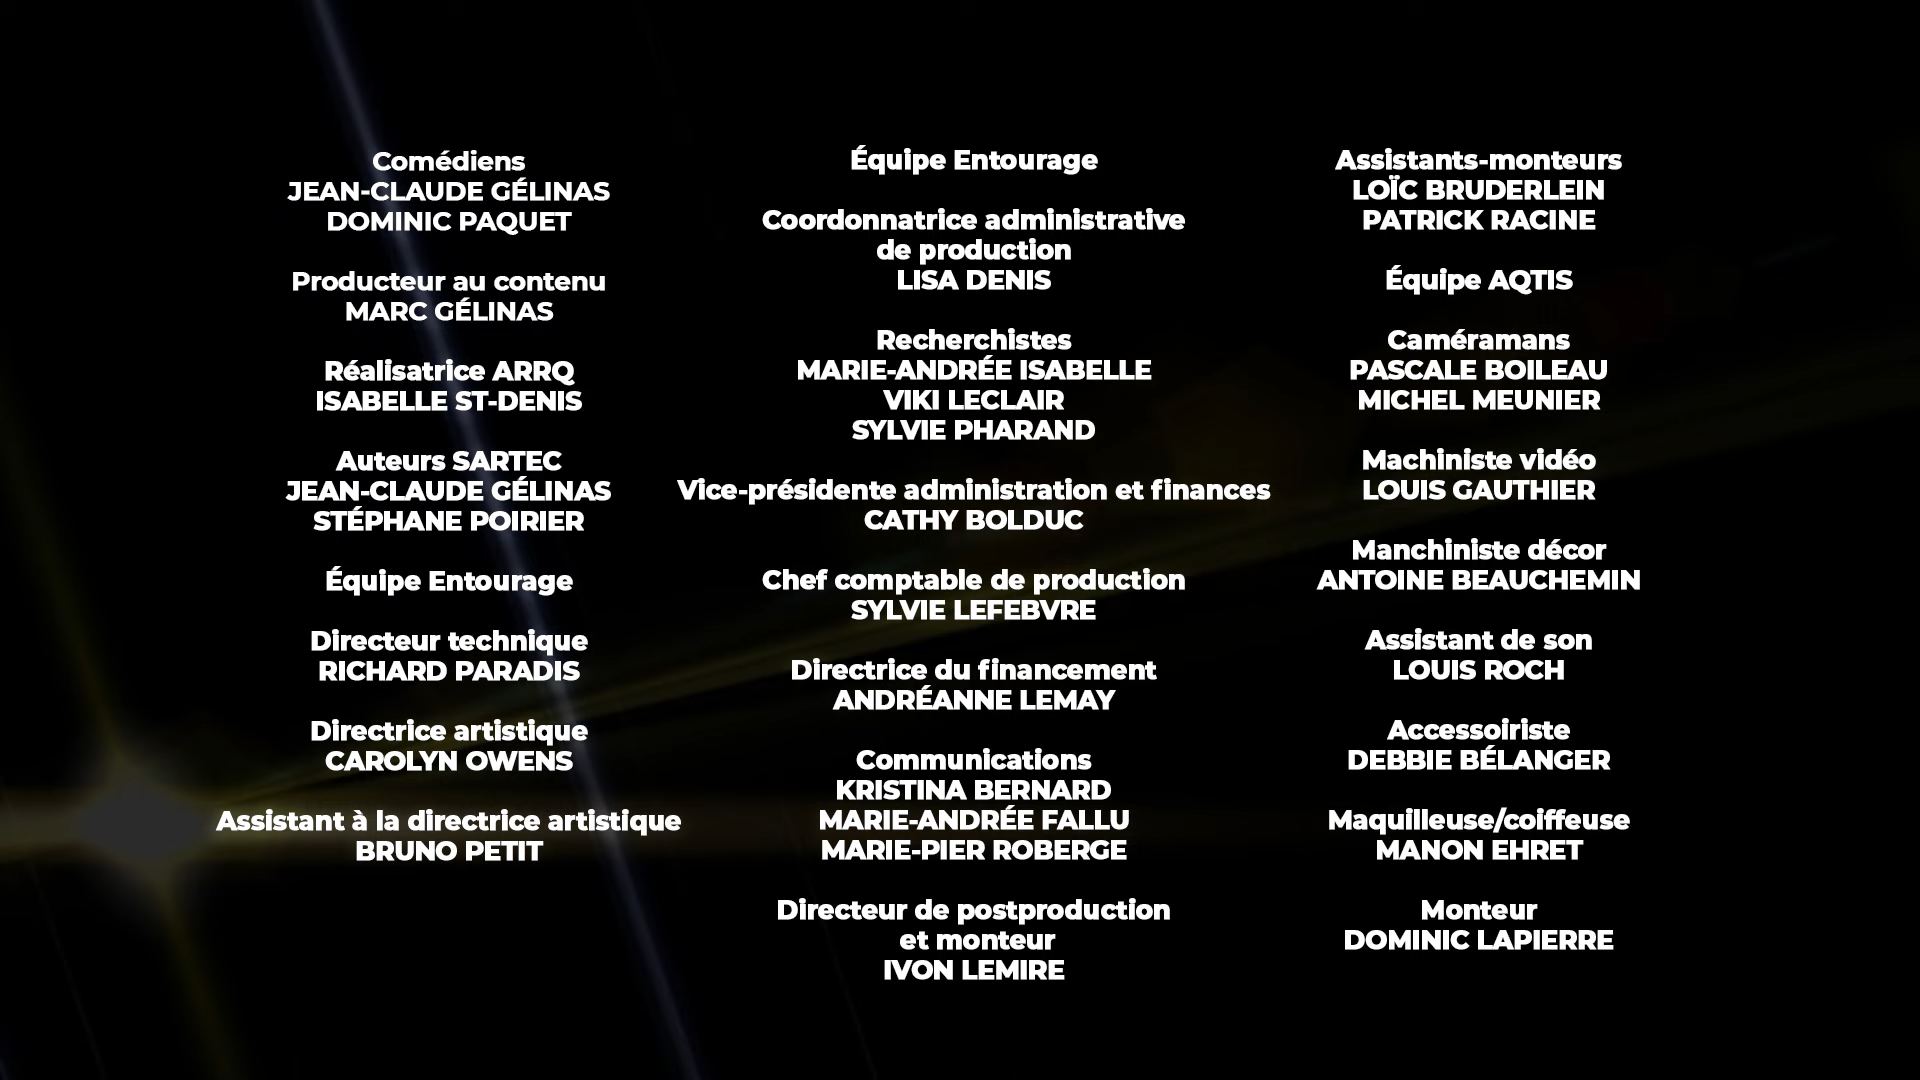 Comédiens
JEAN-CLAUDE GÉLINAS
DOMINIC PAQUET
Producteur au contenu
MARC GÉLINAS
Réalisatrice ARRQ
ISABELLE ST-DENIS
Auteurs SARTEC
JEAN-CLAUDE GÉLINAS
STÉPHANE POIRIER
Équipe Entourage
Directeur technique
RICHARD PARADIS
Directrice artistique
CAROLYN OWENS
Assistant à la directrice artistique
BRUNO PETIT
Équipe Entourage
Coordonnatrice administrative
de production
LISA DENIS
Recherchistes
MARIE-ANDRÉE ISABELLE
VIKI LECLAIR
SYLVIE PHARAND
Vice-présidente administration et finances
CATHY BOLDUC
Chef comptable de production
SYLVIE LEFEBVRE
Directrice du financement
ANDRÉANNE LEMAY
Communications
KRISTINA BERNARD
MARIE-ANDRÉE FALLU
MARIE-PIER ROBERGE
Directeur de postproduction
et monteur
IVON LEMIRE
Assistants-monteurs
LOÏC BRUDERLEIN
PATRICK RACINE
Équipe AQTIS
Caméramans
PASCALE BOILEAU
MICHEL MEUNIER
Machiniste vidéo
LOUIS GAUTHIER
Manchiniste décor
ANTOINE BEAUCHEMIN
Assistant de son
LOUIS ROCH
Accessoiriste
DEBBIE BÉLANGER
Maquilleuse/coiffeuse
MANON EHRET
Monteur
DOMINIC LAPIERRE